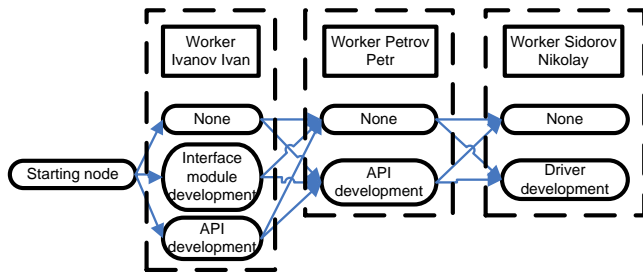 Worker
Ivanov Ivan
Worker Petrov
Petr
Worker Sidorov
Nikolay
None
None
None
Starting node
Interface
module
development
API
development
Driver
development
API
development